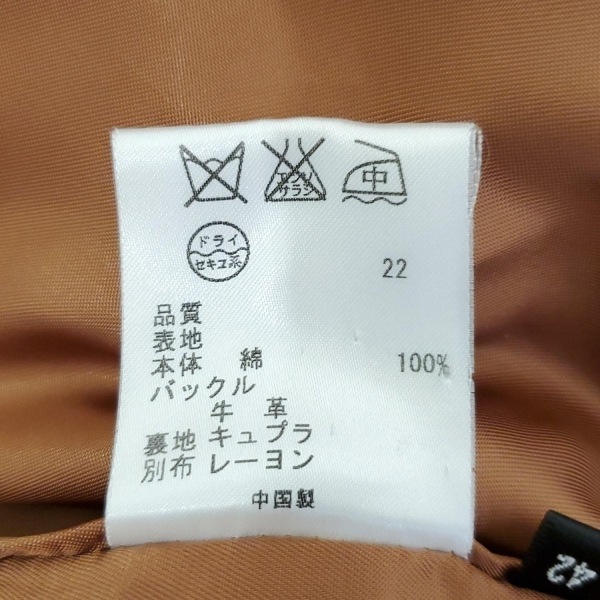 エンソ
サラシ
中
ドライ
セキユ系
22
品質
表地
本体 綿 100%
バックル
牛革
裏地 キュプラ
別布 レーヨン
中国製
42